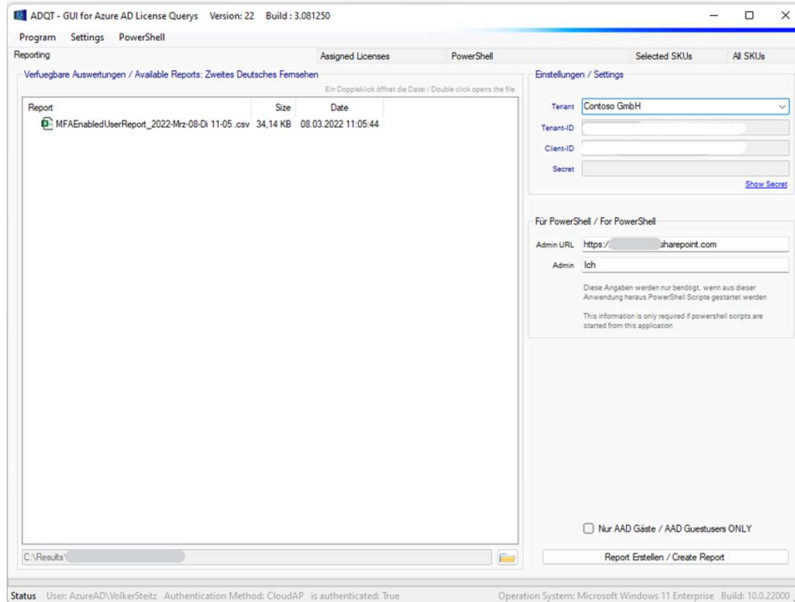 ADQT - GUI for Azure AD License Querys Version: 22 Build : 3.081250
Program Settings PowerShell
Reporting Assigned Licenses PowerShell Selected SKUs All SKUs
Verfuegbare Auswertungen / Available Reports: Zweites Deutsches Fernsehen
Ein Doppelklick öffnet die Datei / Double click opens the file
Report Size Date
MFAEnabledUserReport_2022-Mrz-08-Di 11-05 .csv 34,14 KB 08.03.2022 11:05:44
C:\Results\
Einstellungen / Settings
Tenant Contoso GmbH
Tenant-ID
Client-ID
Secret
Show Secret
Für PowerShell / For PowerShell
Admin URL https:/ sharepoint.com
Admin Ich
Diese Angaben werden nur benötigt, wenn aus dieser
Anwendung heraus PowerShell Scripte gestartet werden
This information is only required if powershell scripts are
started from this application
Nur AAD Gäste / AAD Guestusers ONLY
Report Erstellen / Create Report
Status User: AzureAD\VolkerSteitz Authentication Method: CloudAP is authenticated: True Operation System: Microsoft Windows 11 Enterprise Build: 10.0.22000